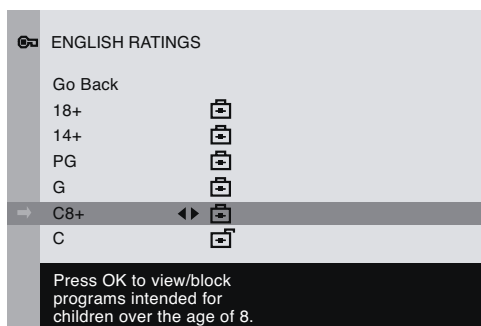 ENGLISH RATINGS
Go Back
18+
14+
PG
G
C8+
C
Press OK to view/block
programs intended for
children over the age of 8.